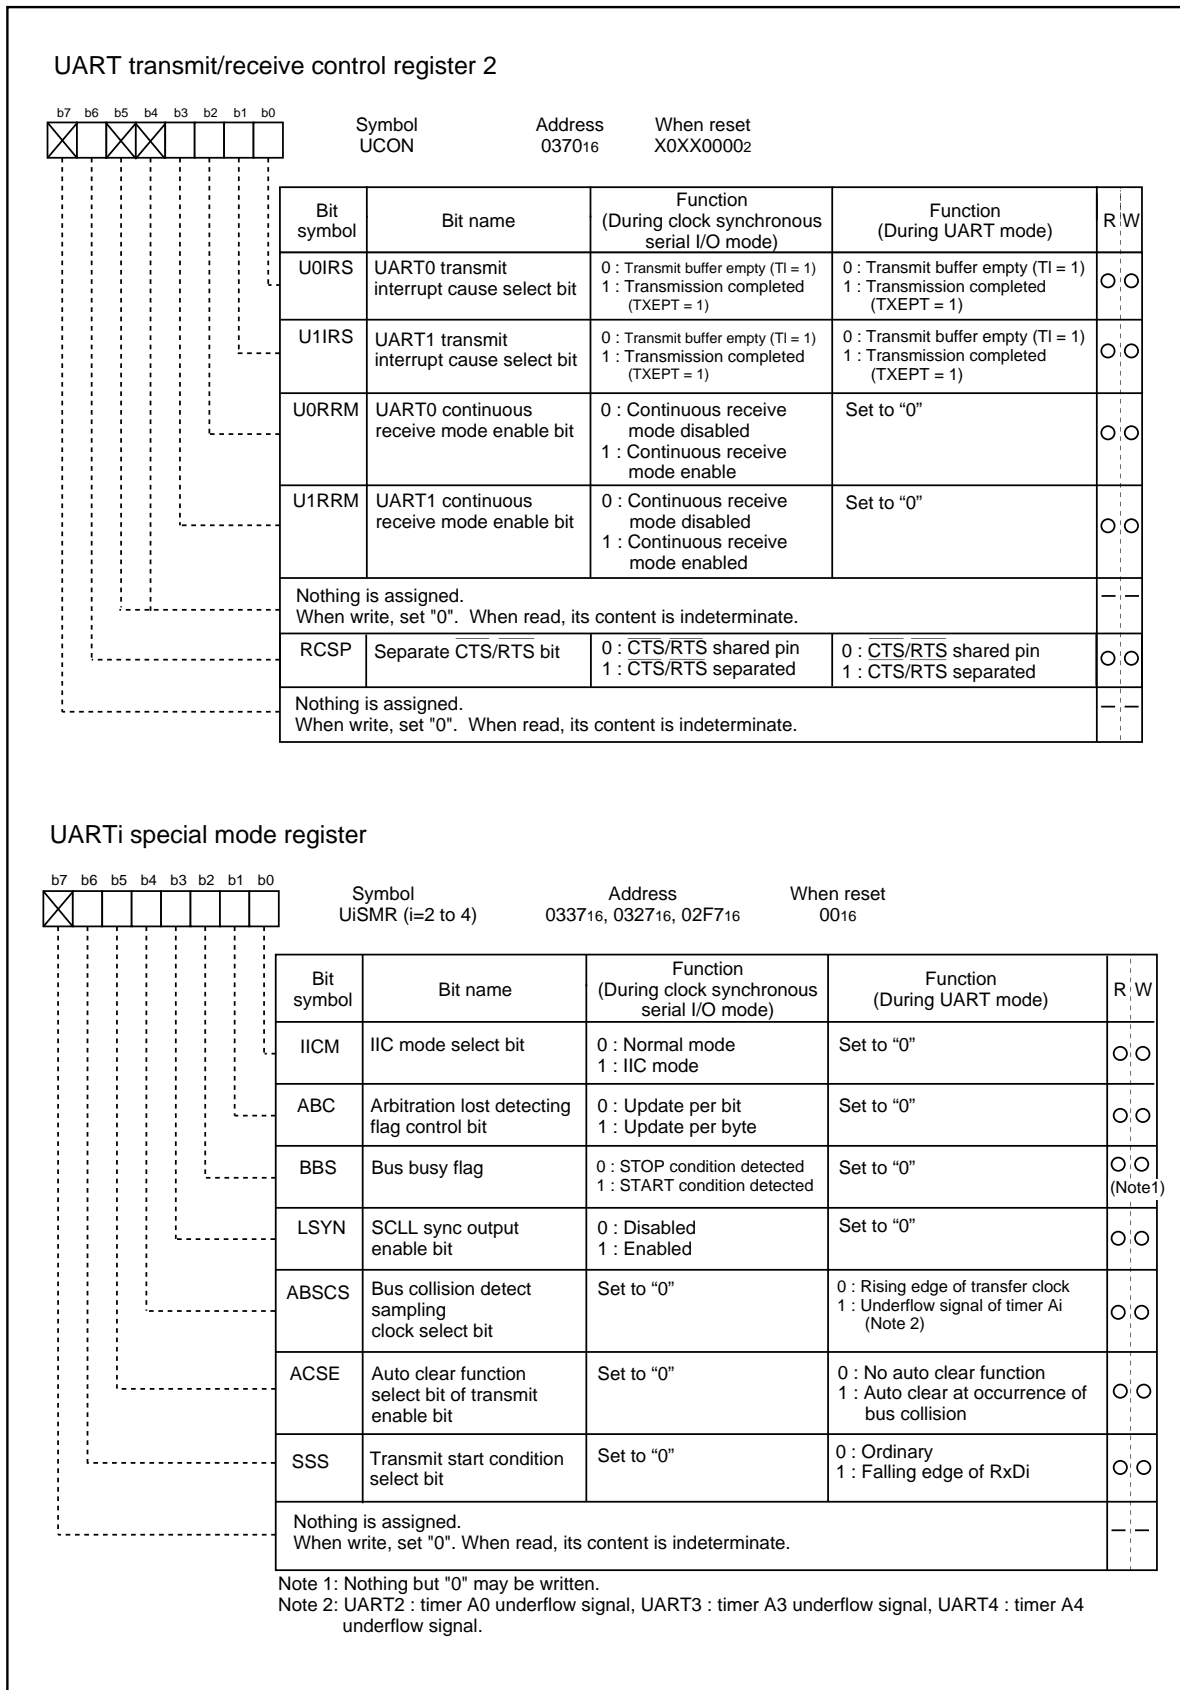 UART transmit/receive control register 2
b7 b6 b5 b4 b3 b2 b1 b0
Symbol Address When reset
UCON 037016 X0XX00002
Bit symbol Bit name Function (During clock synchronous serial I/O mode) Function (During UART mode) R W
U0IRS UART0 transmit interrupt cause select bit
0 : Transmit buffer empty (TI = 1)
1 : Transmission completed
(TXEPT = 1)
0 : Transmit buffer empty (TI = 1)
1 : Transmission completed
(TXEPT = 1)
U1IRS UART1 transmit interrupt cause select bit
0 : Transmit buffer empty (TI = 1)
1 : Transmission completed
(TXEPT = 1)
0 : Transmit buffer empty (TI = 1)
1 : Transmission completed
(TXEPT = 1)
U0RRM UART0 continuous receive mode enable bit
0 : Continuous receive
mode disabled
1 : Continuous receive
mode enable
Set to “0”
U1RRM UART1 continuous receive mode enable bit
0 : Continuous receive
mode disabled
1 : Continuous receive
mode enabled
Set to “0”
Nothing is assigned.
When write, set "0". When read, its content is indeterminate.
RCSP Separate CTS/RTS bit
0 : CTS/RTS shared pin
1 : CTS/RTS separated
0 : CTS/RTS shared pin
1 : CTS/RTS separated
Nothing is assigned.
When write, set "0". When read, its content is indeterminate.
UARTi special mode register
b7 b6 b5 b4 b3 b2 b1 b0
Symbol Address When reset
UiSMR (i=2 to 4) 033716, 032716, 02F716 0016
Bit symbol Bit name Function (During clock synchronous serial I/O mode) Function (During UART mode) R W
IICM IIC mode select bit
0 : Normal mode
1 : IIC mode
Set to “0”
ABC Arbitration lost detecting flag control bit
0 : Update per bit
1 : Update per byte
Set to “0”
BBS Bus busy flag
0 : STOP condition detected
1 : START condition detected
Set to “0”
(Note1)
LSYN SCLL sync output enable bit
0 : Disabled
1 : Enabled
Set to “0”
ABSCS Bus collision detect sampling clock select bit
Set to “0”
0 : Rising edge of transfer clock
1 : Underflow signal of timer Ai
(Note 2)
ACSE Auto clear function select bit of transmit enable bit
Set to “0”
0 : No auto clear function
1 : Auto clear at occurrence of
bus collision
SSS Transmit start condition select bit
Set to “0”
0 : Ordinary
1 : Falling edge of RxDi
Nothing is assigned.
When write, set "0". When read, its content is indeterminate.
Note 1: Nothing but "0" may be written.
Note 2: UART2 : timer A0 underflow signal, UART3 : timer A3 underflow signal, UART4 : timer A4
underflow signal.